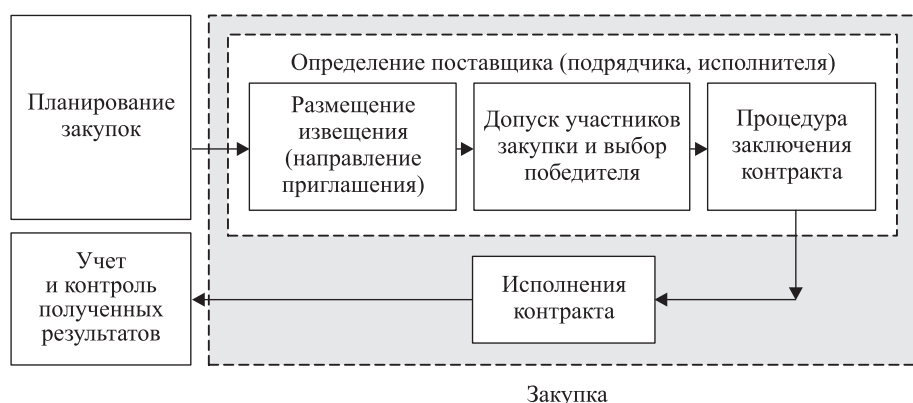 Планирование
закупок
Определение поставщика (подрядчика, исполнителя)
Размещение
извещения
(направление
приглашения)
Допуск участников
закупки и выбор
победителя
Процедура
заключения
контракта
Учет
и контроль
полученных
результатов
Исполнения
контракта
Закупка